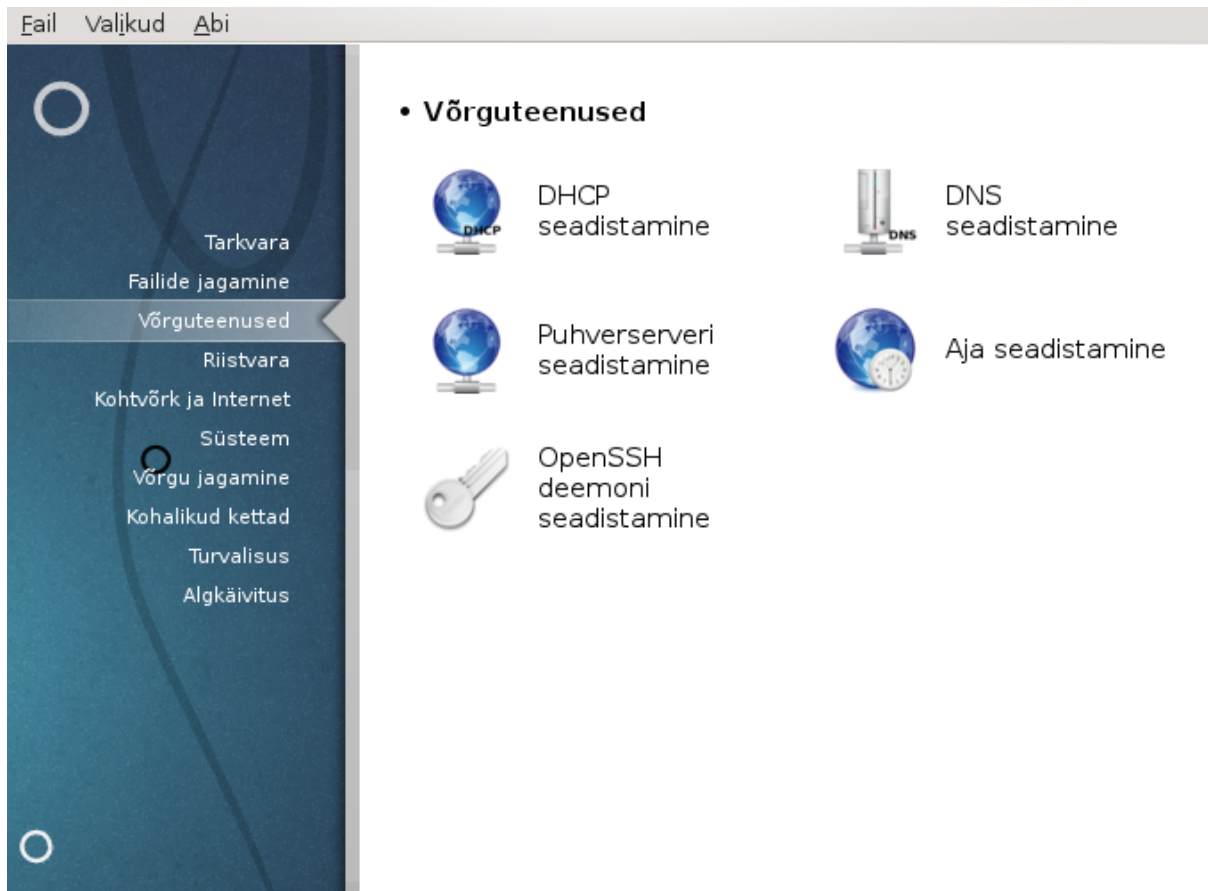 Fail Valikud Abi
Tarkvara
Failide jagamine
Võrguteenused
Riistvara
Kohtvõrk ja Internet
Süsteem
Võrgu jagamine
Kohalikud kettad
Turvalisus
Algkäivitus
• Võrguteenused
DHCP
DHCP
seadistamine
DNS
DNS
seadistamine
Puhverserveri
seadistamine
Aja seadistamine
OpenSSH
deemoni
seadistamine